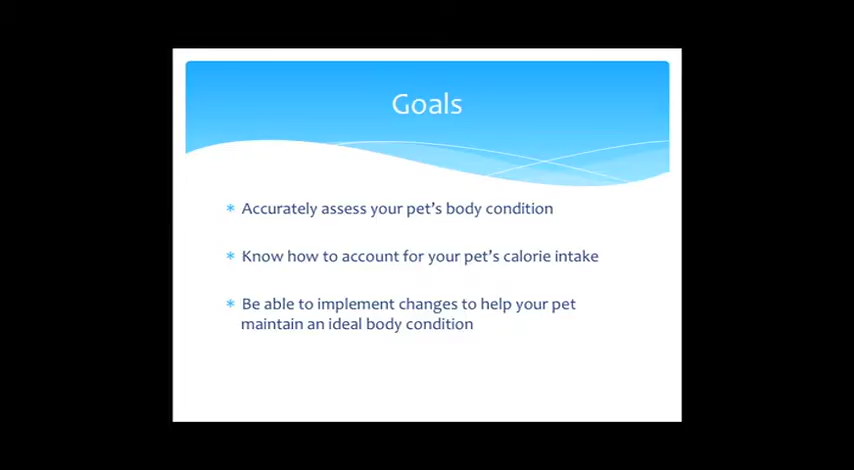 Goals
* Accurately assess your pet's body condition
* Know how to account for your pet's calorie intake
* Be able to implement changes to help your pet
maintain an ideal body condition